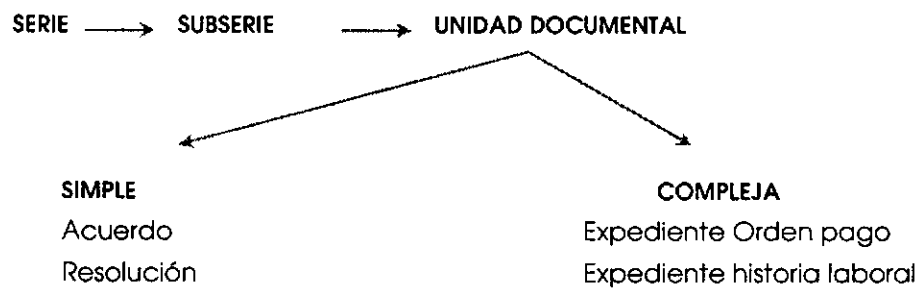 SERIE SUBSERIE UNIDAD DOCUMENTAL
SIMPLE COMPLEJA
Acuerdo Expediente Orden pago
Resolución Expediente historia laboral